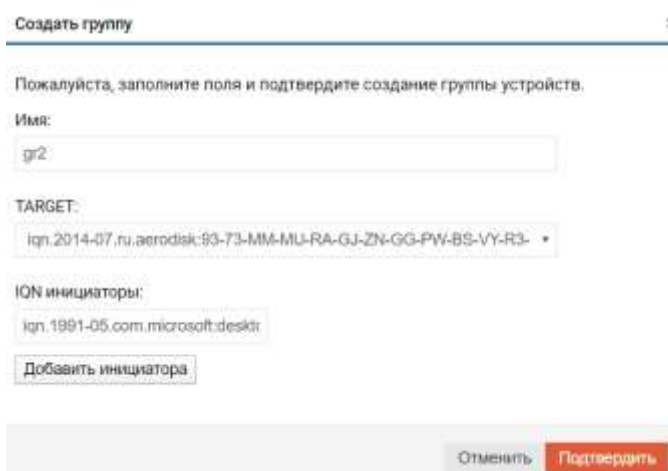 Создать группу
Пожалуйста, заполните поля и подтвердите создание группы устройств.
Имя:
gr2
TARGET:
iqn.2014-07.ru.aerodisk:93-73-MM-MU-RA-GJ-ZN-GG-PW-BS-VY-R3-
IQN инициаторы:
iqn.1991-05.com.microsoft:deskto
Добавить инициатора
Отменить Подтвердить